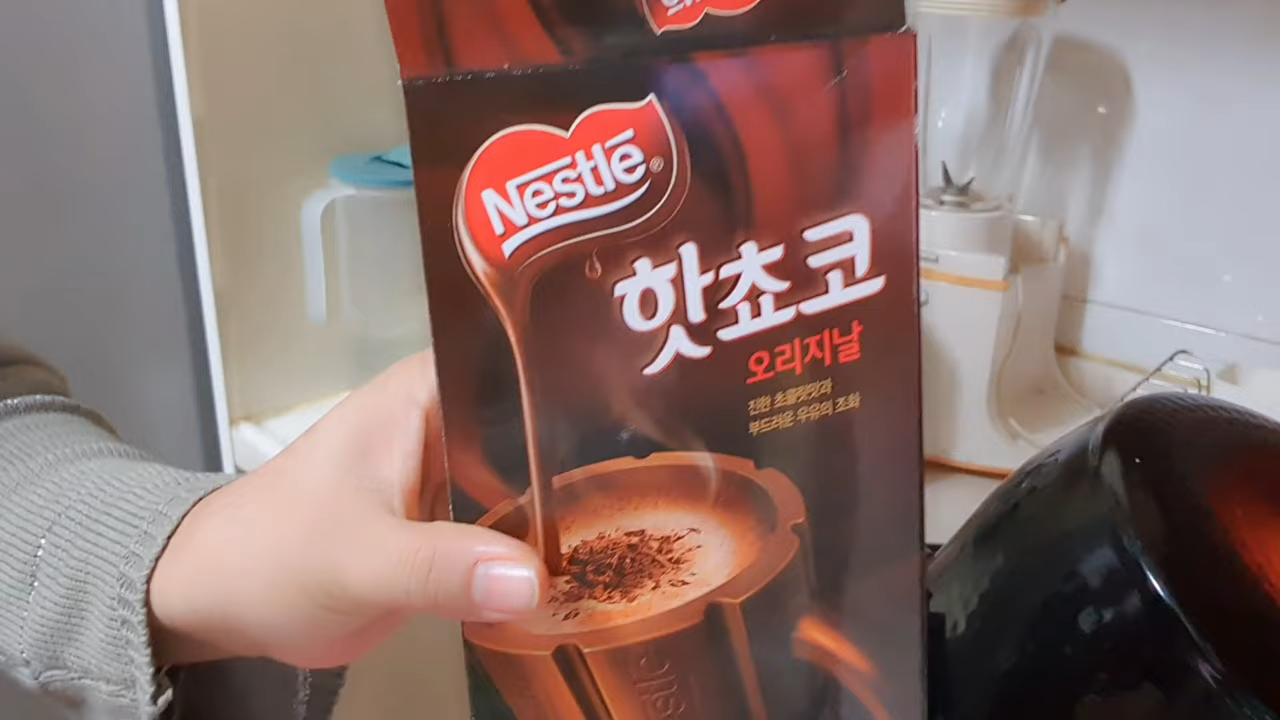 Nestlé®
핫쵸코
오리지날
진한 초콜릿맛과
부드러운 우유의 조화